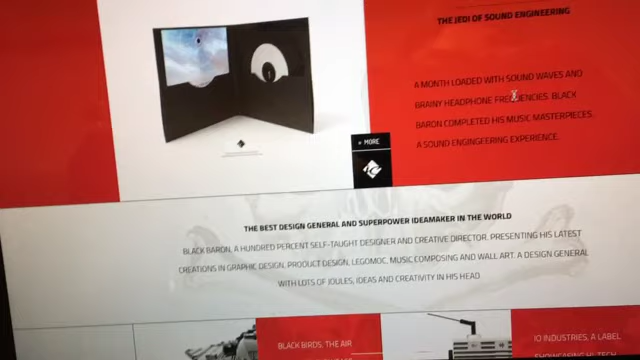 THE JEDI OF SOUND ENGINEERING
A MONTH LOADED WITH SOUND WAVES AND
BRAINY HEADPHONE FREQUENCIES. BLACK
BARON COMPLETED HIS MUSIC MASTERPIECES.
A SOUND ENGINGEERING EXPERIENCE.
+ MORE
THE BEST DESIGN GENERAL AND SUPERPOWER IDEAMAKER IN THE WORLD
BLACK BARON, A HUNDRED PERCENT SELF-TAUGHT DESIGNER AND CREATIVE DIRECTOR. PRESENTING HIS LATEST
CREATIONS IN GRAPHIC DESIGN, PRODUCT DESIGN, LEGOMOC, MUSIC COMPOSING AND WALL ART. A DESIGN GENERAL
WITH LOTS OF JOULES, IDEAS AND CREATIVITY IN HIS HEAD
BLACK BIRDS. THE AIR
IO INDUSTRIES, A LABEL
SHOWCASING HI-TECH